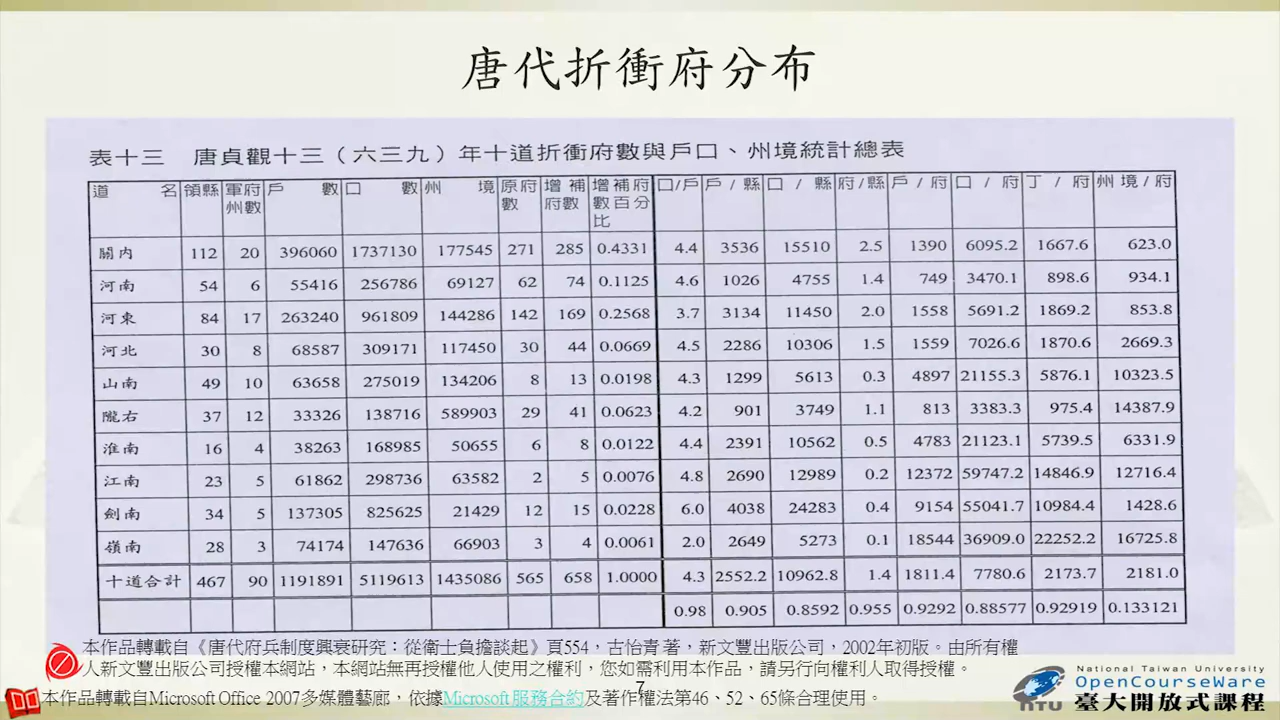 唐代折衝府分布
表十三　唐貞觀十三（六三九）年十道折衝府數與戶口、州境統計總表
道名 領縣 軍府州數 戶數 口數 州境 原府數 增補府數 增補府數百分比 口/戶 戶/縣 口/縣 府/縣 戶/府 口/府 丁/府 州境/府
關內 112 20 396060 1737130 177545 271 285 0.4331 4.4 3536 15510 2.5 1390 6095.2 1667.6 623.0
河南 54 6 55416 256786 69127 62 74 0.1125 4.6 1026 4755 1.4 749 3470.1 898.6 934.1
河東 84 17 263240 961809 144286 142 169 0.2568 3.7 3134 11450 2.0 1558 5691.2 1869.2 853.8
河北 30 8 68587 309171 117450 30 44 0.0669 4.5 2286 10306 1.5 1559 7026.6 1870.6 2669.3
山南 49 10 63658 275019 134206 8 13 0.0198 4.3 1299 5613 0.3 4897 21155.3 5876.1 10323.5
隴右 37 12 33326 138716 589903 29 41 0.0623 4.2 901 3749 1.1 813 3383.3 975.4 14387.9
淮南 16 4 38263 168985 50655 6 8 0.0122 4.4 2391 10562 0.5 4783 21123.1 5739.5 6331.9
江南 23 5 61862 298736 63582 2 5 0.0076 4.8 2690 12989 0.2 12372 59747.2 14846.9 12716.4
劍南 34 5 137305 825625 21429 12 15 0.0228 6.0 4038 24283 0.4 9154 55041.7 10984.4 1428.6
嶺南 28 3 74174 147636 66903 3 4 0.0061 2.0 2649 5273 0.1 18544 36909.0 22252.2 16725.8
十道合計 467 90 1191891 5119613 1435086 565 658 1.0000 4.3 2552.2 10962.8 1.4 1811.4 7780.6 2173.7 2181.0
0.98 0.905 0.8592 0.955 0.9292 0.88577 0.92919 0.133121
本作品轉載自《唐代府兵制度興衰研究：從衛士負擔談起》頁554，古怡青 著，新文豐出版公司，2002年初版。由所有權
人新文豐出版公司授權本網站，本網站無再授權他人使用之權利，您如需利用本作品，請另行向權利人取得授權。
本作品轉載自Microsoft Office 2007多媒體藝廊，依據Microsoft 服務合約及著作權法第46、52、65條合理使用。
7
National Taiwan University
OpenCourseWare
NTU 臺大開放式課程